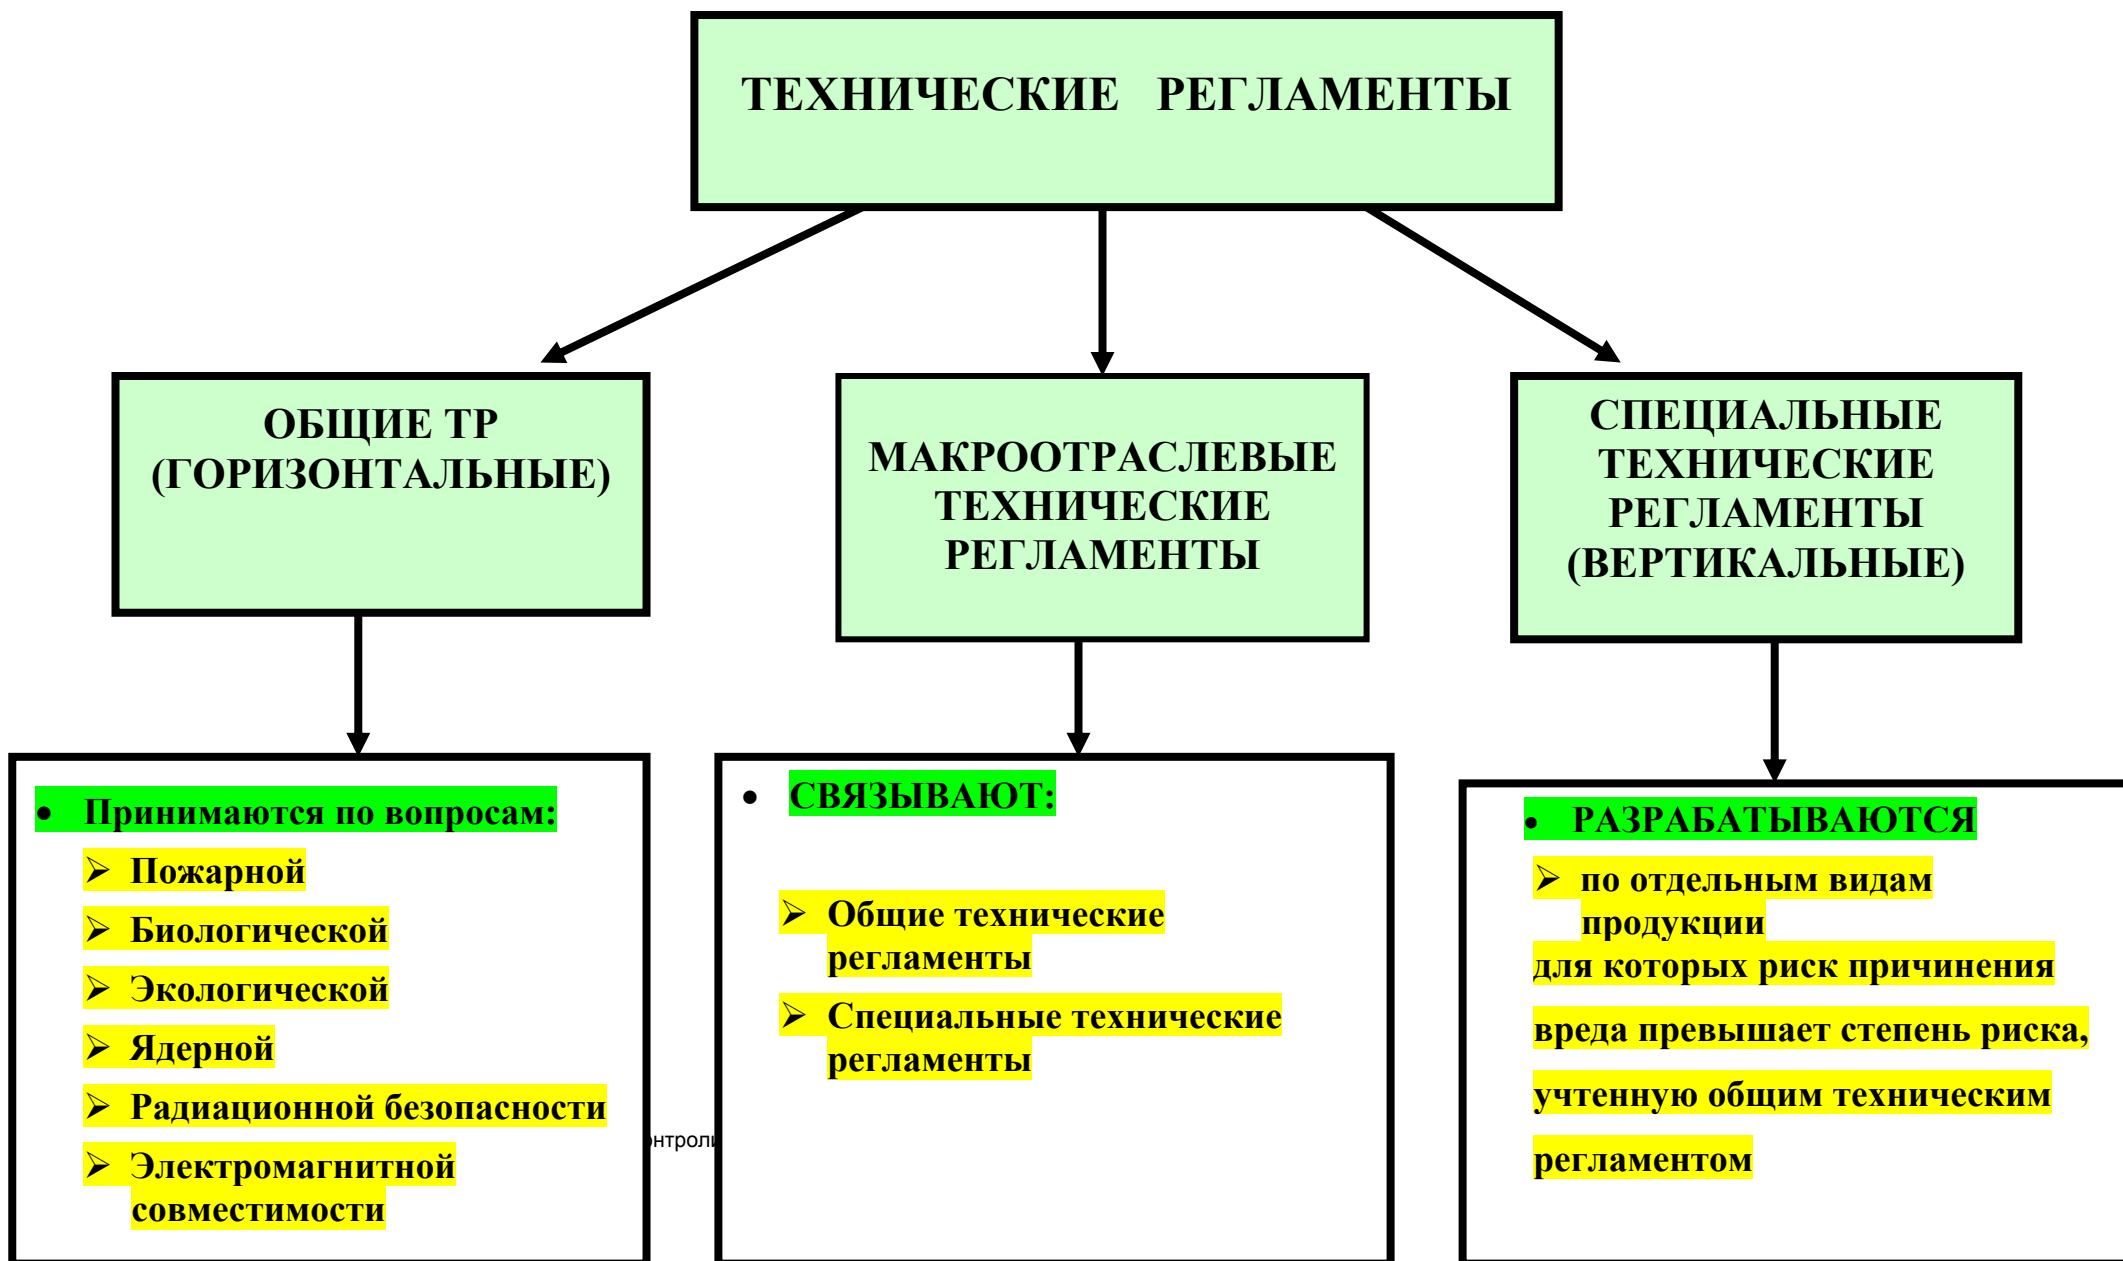 ТЕХНИЧЕСКИЕ РЕГЛАМЕНТЫ
ОБЩИЕ ТР
(ГОРИЗОНТАЛЬНЫЕ)
МАКРООТРАСЛЕВЫЕ
ТЕХНИЧЕСКИЕ
РЕГЛАМЕНТЫ
СПЕЦИАЛЬНЫЕ
ТЕХНИЧЕСКИЕ
РЕГЛАМЕНТЫ
(ВЕРТИКАЛЬНЫЕ)
• Принимаются по вопросам:
➢ Пожарной
➢ Биологической
➢ Экологической
➢ Ядерной
➢ Радиационной безопасности
➢ Электромагнитной
совместимости
• СВЯЗЫВАЮТ:
➢ Общие технические
регламенты
➢ Специальные технические
регламенты
• РАЗРАБАТЫВАЮТСЯ
➢ по отдельным видам
продукции
для которых риск причинения
вреда превышает степень риска,
учтенную общим техническим
регламентом